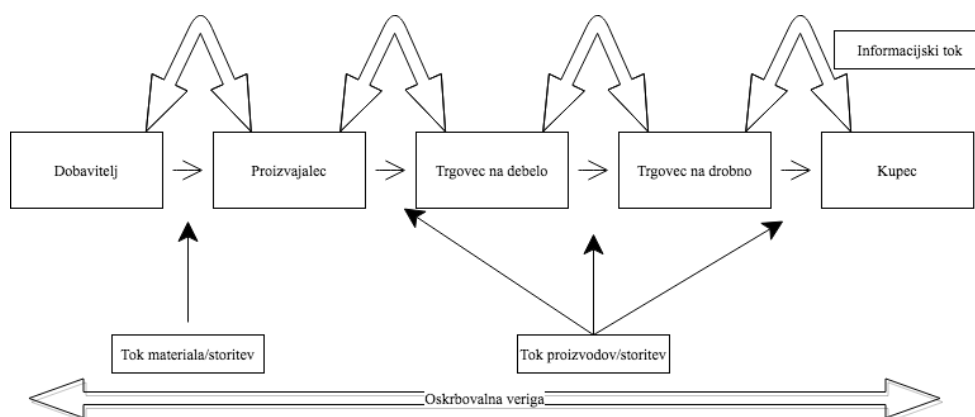 Informacijski tok
Dobavitelj
Proizvajalec
Trgovec na debelo
Trgovec na drobno
Kupec
Tok materiala/storitev
Tok proizvodov/storitev
Oskrbovalna veriga